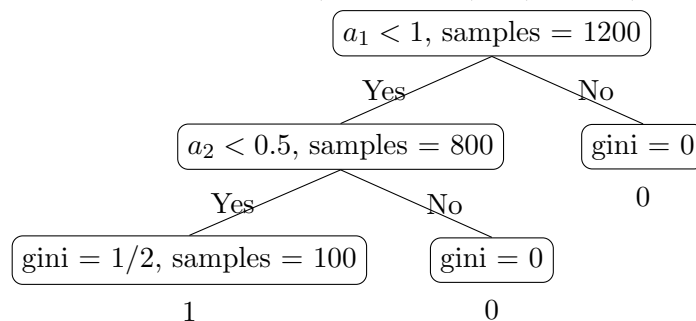 a₁ < 1, samples = 1200
Yes
No
a₂ < 0.5, samples = 800
gini = 0
0
Yes
No
gini = 1/2, samples = 100
gini = 0
1
0